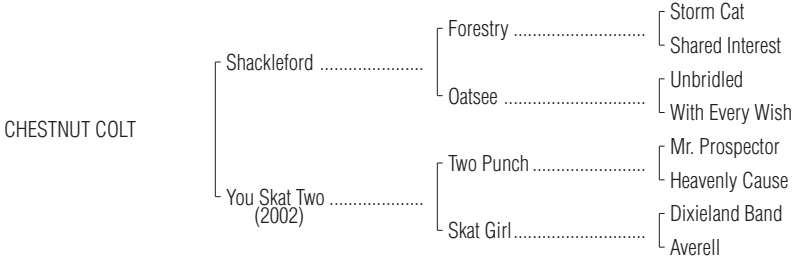 Storm Cat
Forestry ............................
Shared Interest
Shackleford ......................
Unbridled
Oatsee ..............................
With Every Wish
CHESTNUT COLT
Mr. Prospector
Two Punch ........................
Heavenly Cause
You Skat Two ....................
(2002)
Dixieland Band
Skat Girl............................
Averell